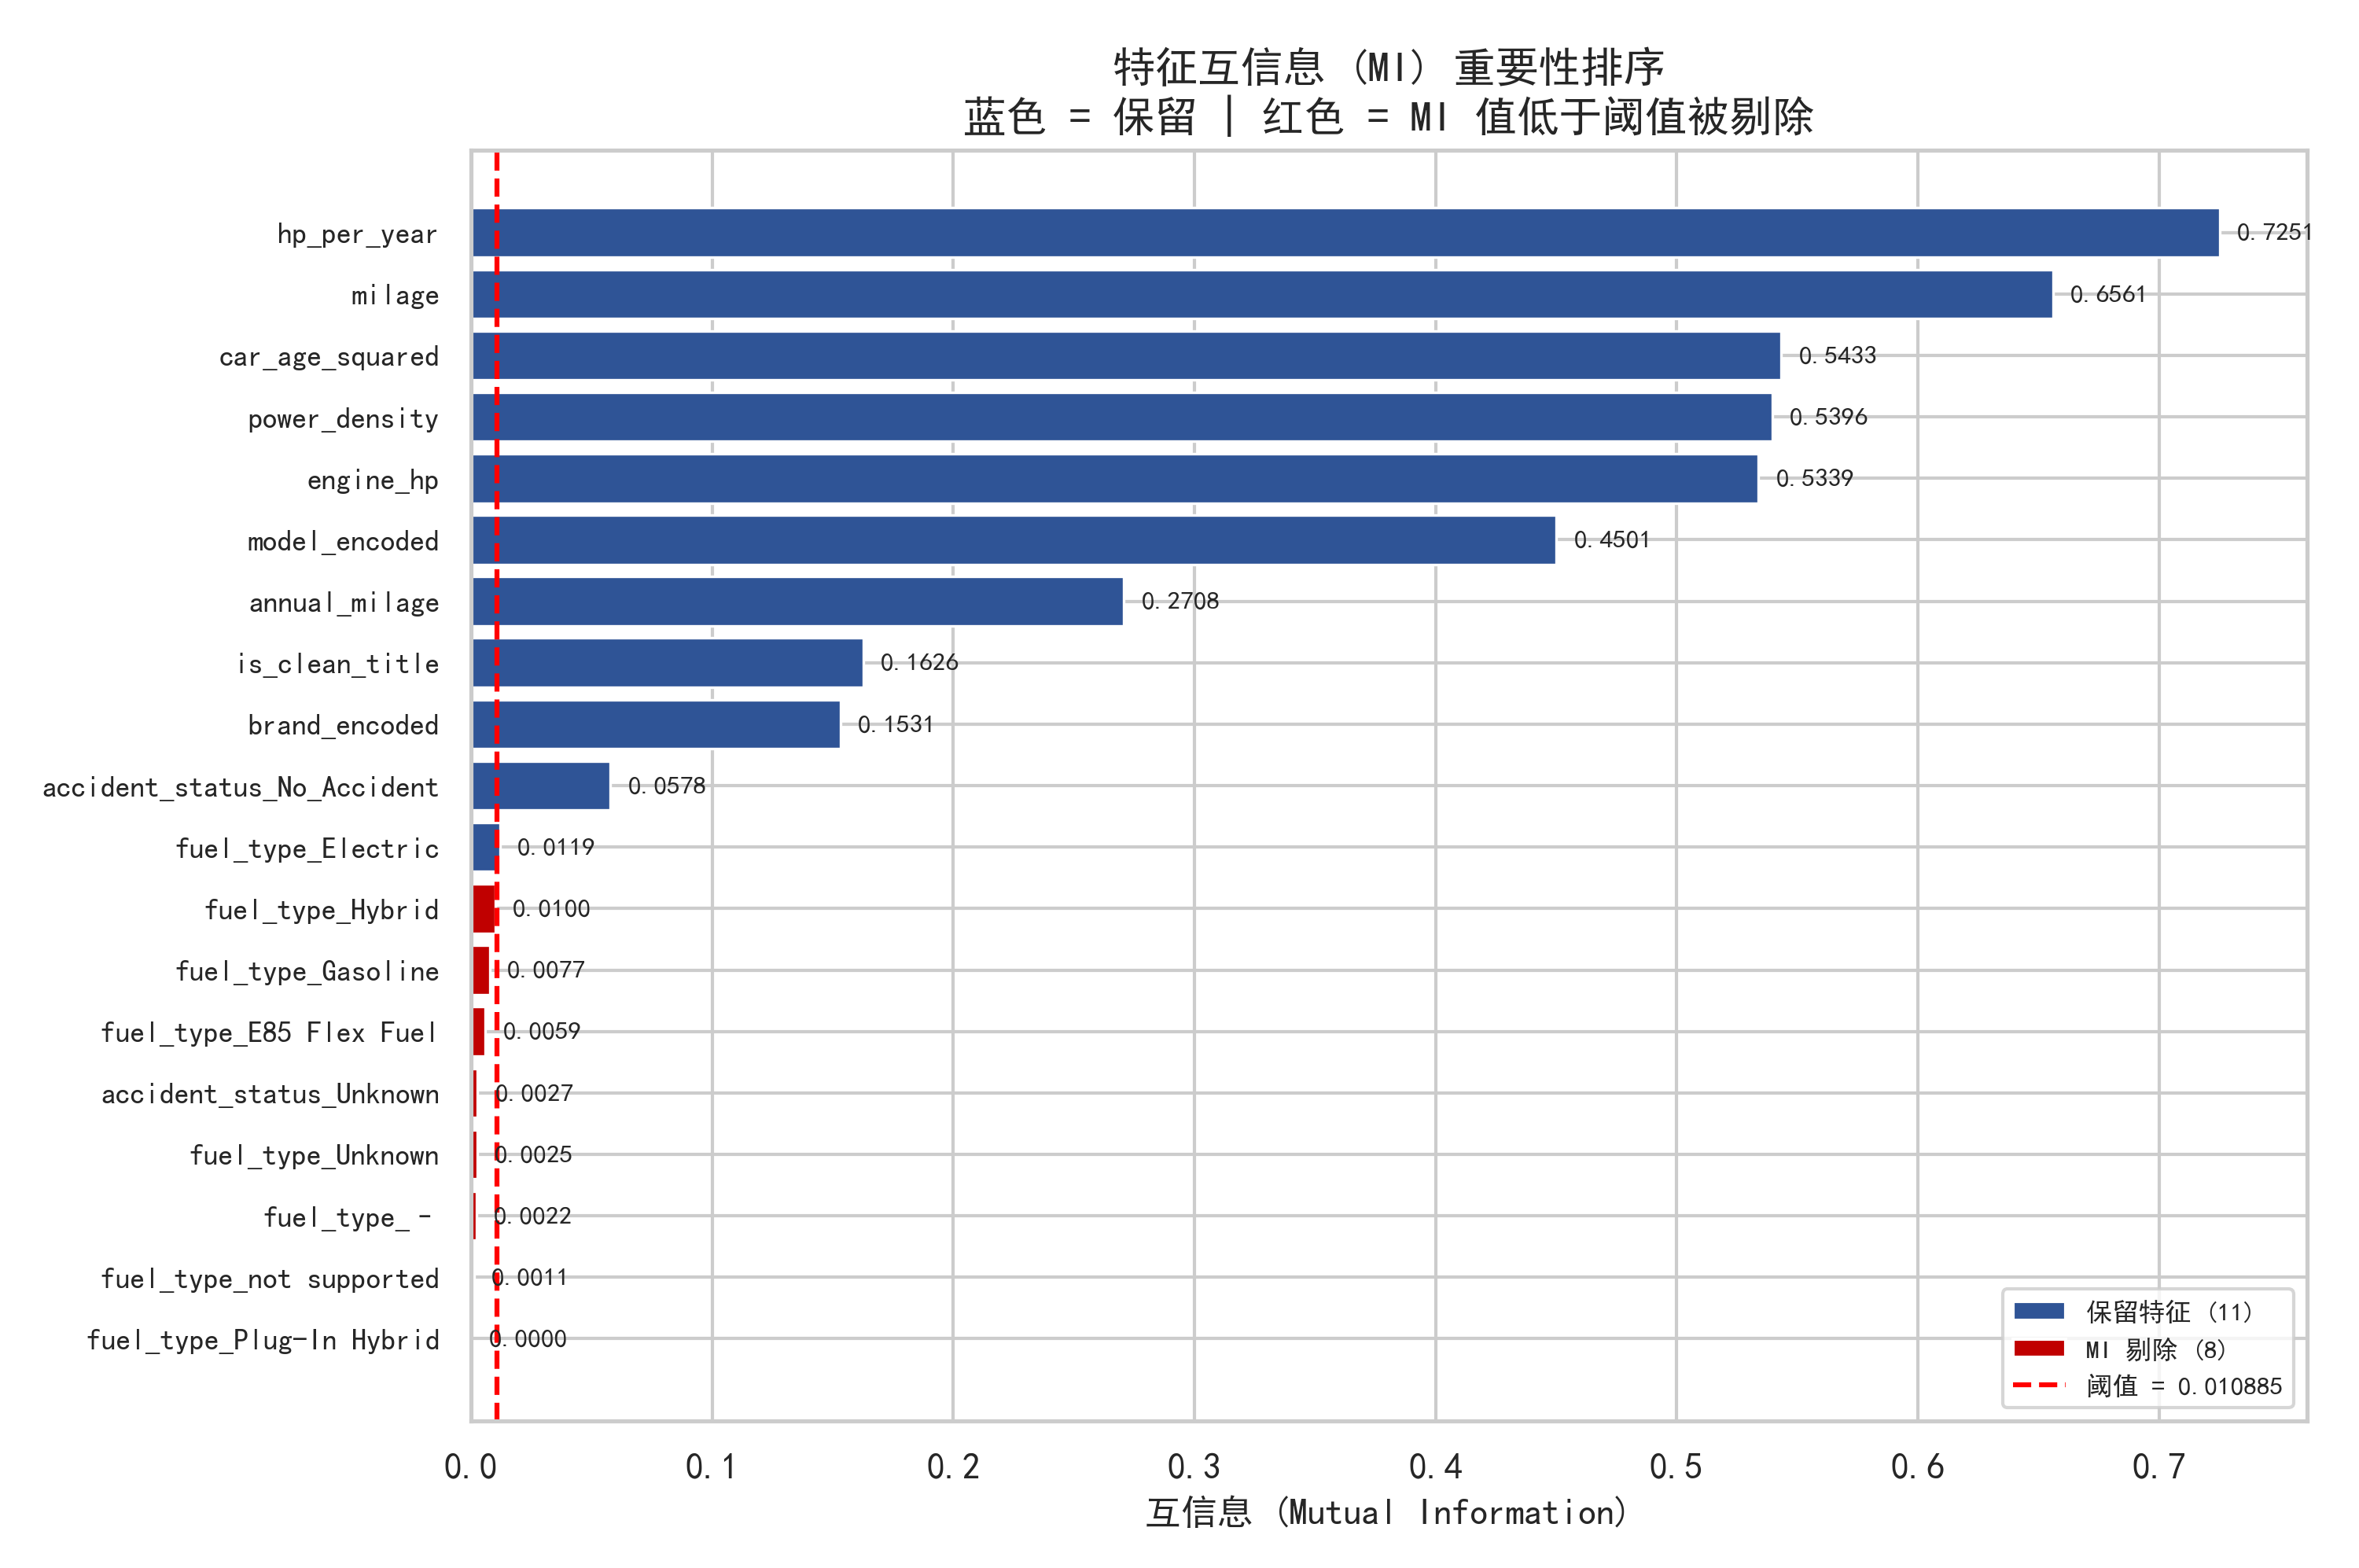 特征互信息 (MI) 重要性排序
蓝色 = 保留 | 红色 = MI 值低于阈值被剔除
hp_per_year 0.7251
milage 0.6561
car_age_squared 0.5433
power_density 0.5396
engine_hp 0.5339
model_encoded 0.4501
annual_milage 0.2708
is_clean_title 0.1626
brand_encoded 0.1531
accident_status_No_Accident 0.0578
fuel_type_Electric 0.0119
fuel_type_Hybrid 0.0100
fuel_type_Gasoline 0.0077
fuel_type_E85 Flex Fuel 0.0059
accident_status_Unknown 0.0027
fuel_type_Unknown 0.0025
fuel_type_– 0.0022
fuel_type_not supported 0.0011
fuel_type_Plug-In Hybrid 0.0000
保留特征 (11)
MI 剔除 (8)
阈值 = 0.010885
0.0 0.1 0.2 0.3 0.4 0.5 0.6 0.7
互信息 (Mutual Information)